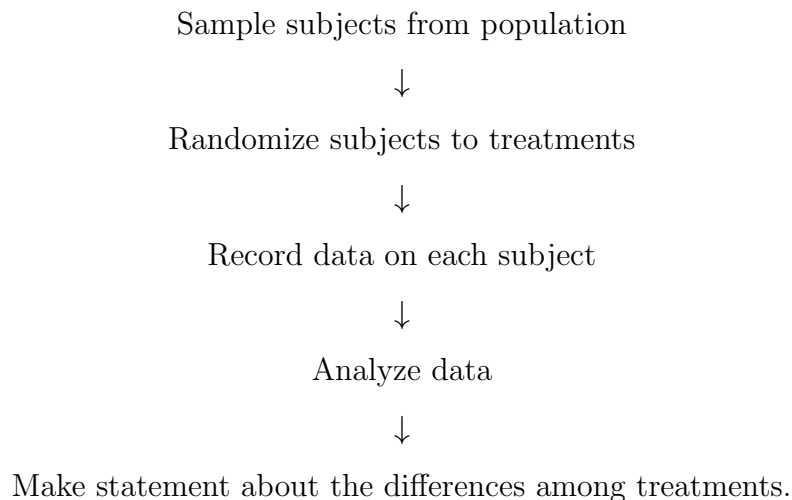 Sample subjects from population
↓
Randomize subjects to treatments
↓
Record data on each subject
↓
Analyze data
↓
Make statement about the differences among treatments.